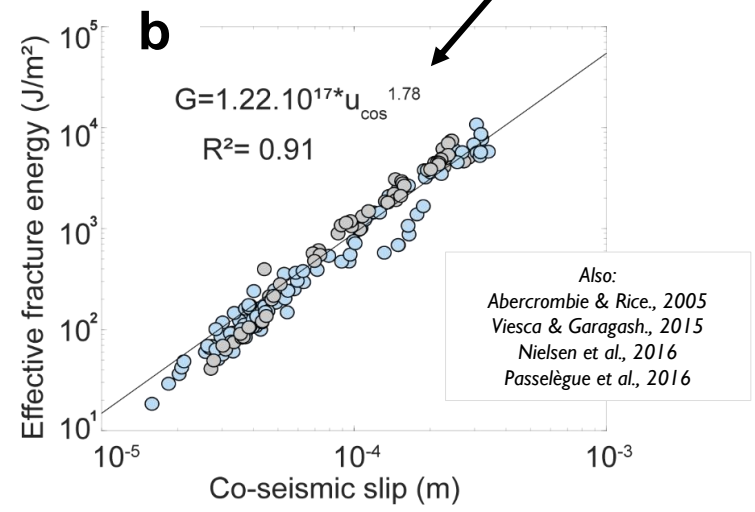 b
10⁵
10⁴
10³
10²
10¹
Effective fracture energy (J/m²)
G=1.22.10¹⁷*u_cos^1.78
R²= 0.91
Also:
Abercrombie & Rice., 2005
Viesca & Garagash., 2015
Nielsen et al., 2016
Passelègue et al., 2016
10⁻⁵
10⁻⁴
10⁻³
Co-seismic slip (m)